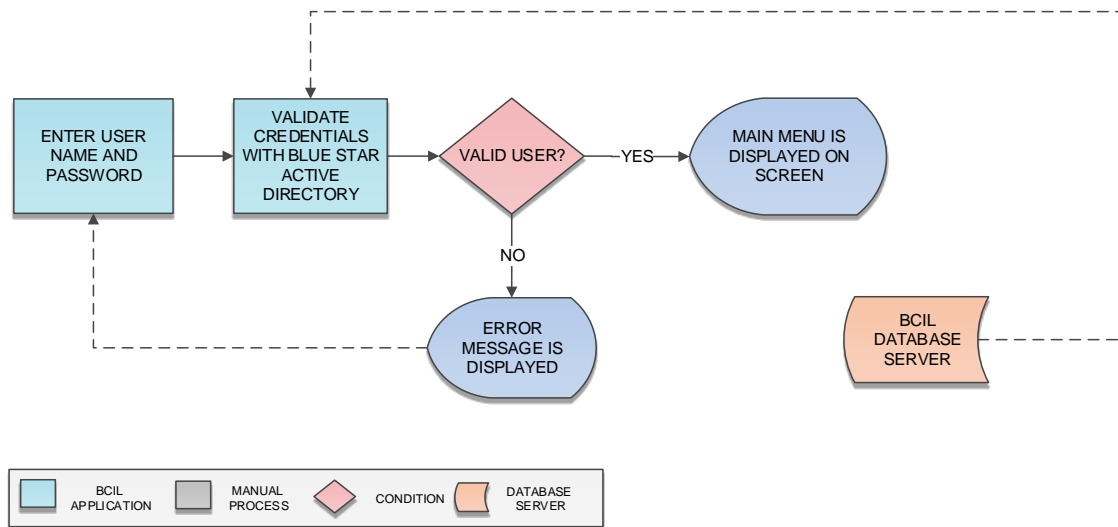 ENTER USER
NAME AND
PASSWORD
VALIDATE
CREDENTIALS
WITH BLUE STAR
ACTIVE
DIRECTORY
VALID USER?
YES
MAIN MENU IS
DISPLAYED ON
SCREEN
NO
ERROR
MESSAGE IS
DISPLAYED
BCIL
DATABASE
SERVER
BCIL
APPLICATION
MANUAL
PROCESS
CONDITION
DATABASE
SERVER